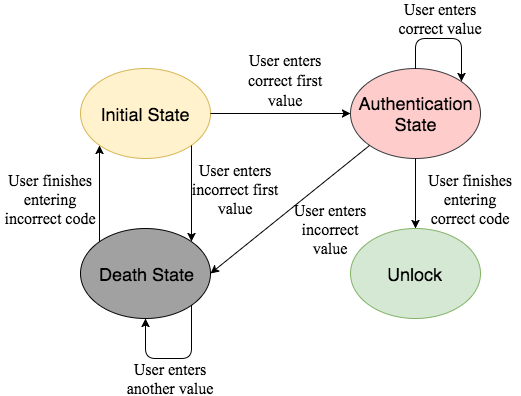 User enters
correct value
User enters
correct first
value
Initial State
Authentication
State
User finishes
entering
incorrect code
User enters
incorrect first
value
User enters
incorrect
value
User finishes
entering
correct code
Death State
Unlock
User enters
another value